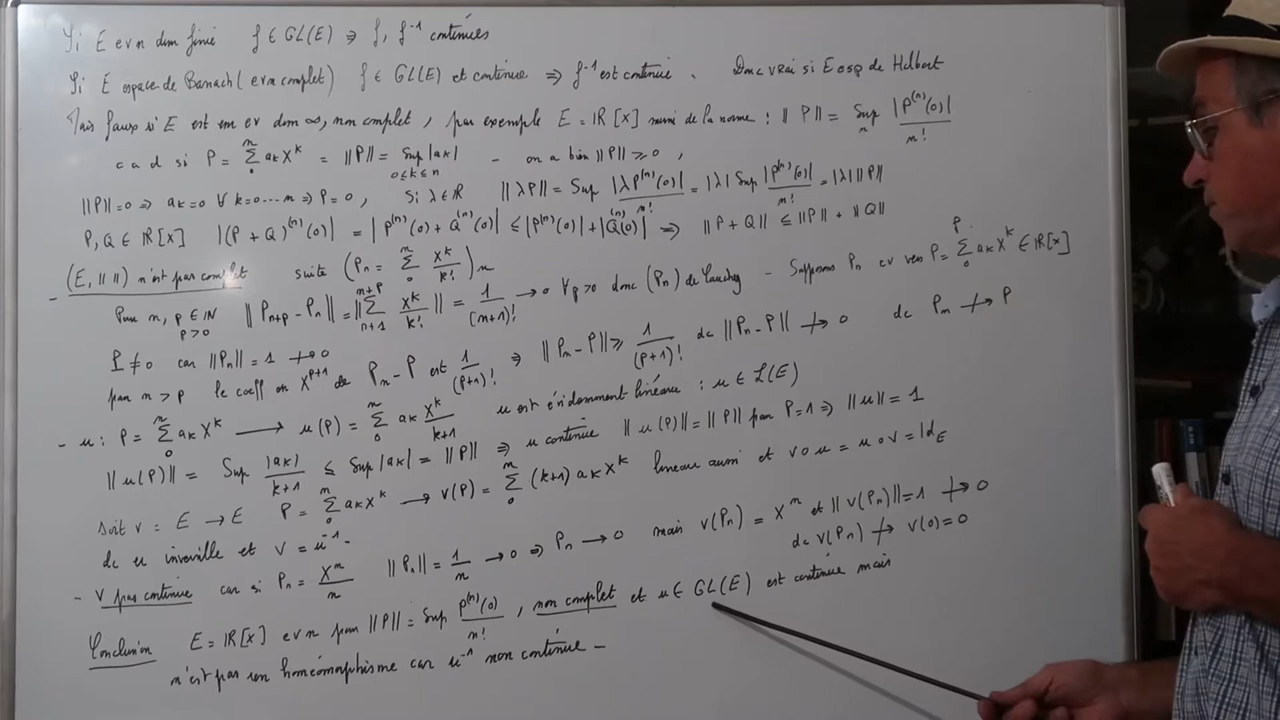 Si E evn dim finie f ∈ GL(E) ⇒ f, f⁻¹ continues
Si E espace de Banach (evn complet) f ∈ GL(E) et continue ⇒ f⁻¹ est continue. Donc vrai si E esp de Hilbert
Mais faux si E est un ev dim ∞, non complet, par exemple E = ℝ[X] muni de la norme : ‖P‖ = Sup_n |P⁽ⁿ⁾(0)|/n!
c a d si P = Σ₀ⁿ aₖXᵏ = ‖P‖ = Sup_{0≤k≤n} |aₖ| - on a bien ‖P‖ ≥ 0,
‖P‖=0 ⇒ aₖ=0 ∀ k=0---n ⇒ P=0, Si λ∈ℝ ‖λP‖ = Sup |λP⁽ⁿ⁾(0)|/n! = |λ| Sup |P⁽ⁿ⁾(0)|/n! = |λ| ‖P‖
P, Q ∈ ℝ[X] |(P + Q)⁽ⁿ⁾(0)| = |P⁽ⁿ⁾(0) + Q⁽ⁿ⁾(0)| ≤ |P⁽ⁿ⁾(0)| + |Q⁽ⁿ⁾(0)| ⇒ ‖P + Q‖ ≤ ‖P‖ + ‖Q‖
- (E, ‖ ‖) n'est pas complet suite (Pₙ = Σ₀ⁿ Xᵏ/k!)ₙ
Pour n, p ∈ ℕ p>0 ‖Pₙ₊ₚ - Pₙ‖ = ‖Σₙ₊₁ⁿ⁺ᵖ Xᵏ/k!‖ = 1/(n+1)! → 0 ∀p>0 donc (Pₙ) de Cauchy - Supposons Pₙ cv vers P = Σ₀ᵖ aₖXᵏ ∈ ℝ[X]
P ≠ 0 car ‖Pₙ‖ = 1 ↛ 0
pour n > p le coeff en Xᵖ⁺¹ de Pₙ - P est 1/(p+1)! ⇒ ‖Pₙ - P‖ ≥ 1/(p+1)! dc ‖Pₙ - P‖ ↛ 0 dc Pₙ ↛ P
- u : P = Σ₀ⁿ aₖXᵏ → u(P) = Σ₀ⁿ aₖ Xᵏ/(k+1) u est évidemment linéaire : u ∈ ℒ(E)
‖u(P)‖ = Sup |aₖ|/(k+1) ≤ Sup |aₖ| = ‖P‖ ⇒ u continue ‖u(P)‖ = ‖P‖ pour P=1 ⇒ ‖u‖ = 1
Soit v : E → E P = Σ₀ⁿ aₖXᵏ → v(P) = Σ₀ⁿ (k+1) aₖXᵏ lineaire aussi et v∘u = u∘v = Id_E
dc u inversible et v = u⁻¹.
- v pas continue car si Pₙ = Xⁿ/n ‖Pₙ‖ = 1/n → 0 ⇒ Pₙ → 0 mais v(Pₙ) = Xⁿ et ‖v(Pₙ)‖ = 1 ↛ 0
dc v(Pₙ) ↛ v(0) = 0
Conclusion E = ℝ[X] evn pour ‖P‖ = Sup P⁽ⁿ⁾(0)/n!, non complet et u ∈ GL(E) est continue mais
n'est pas un homéomorphisme car u⁻¹ non continue -